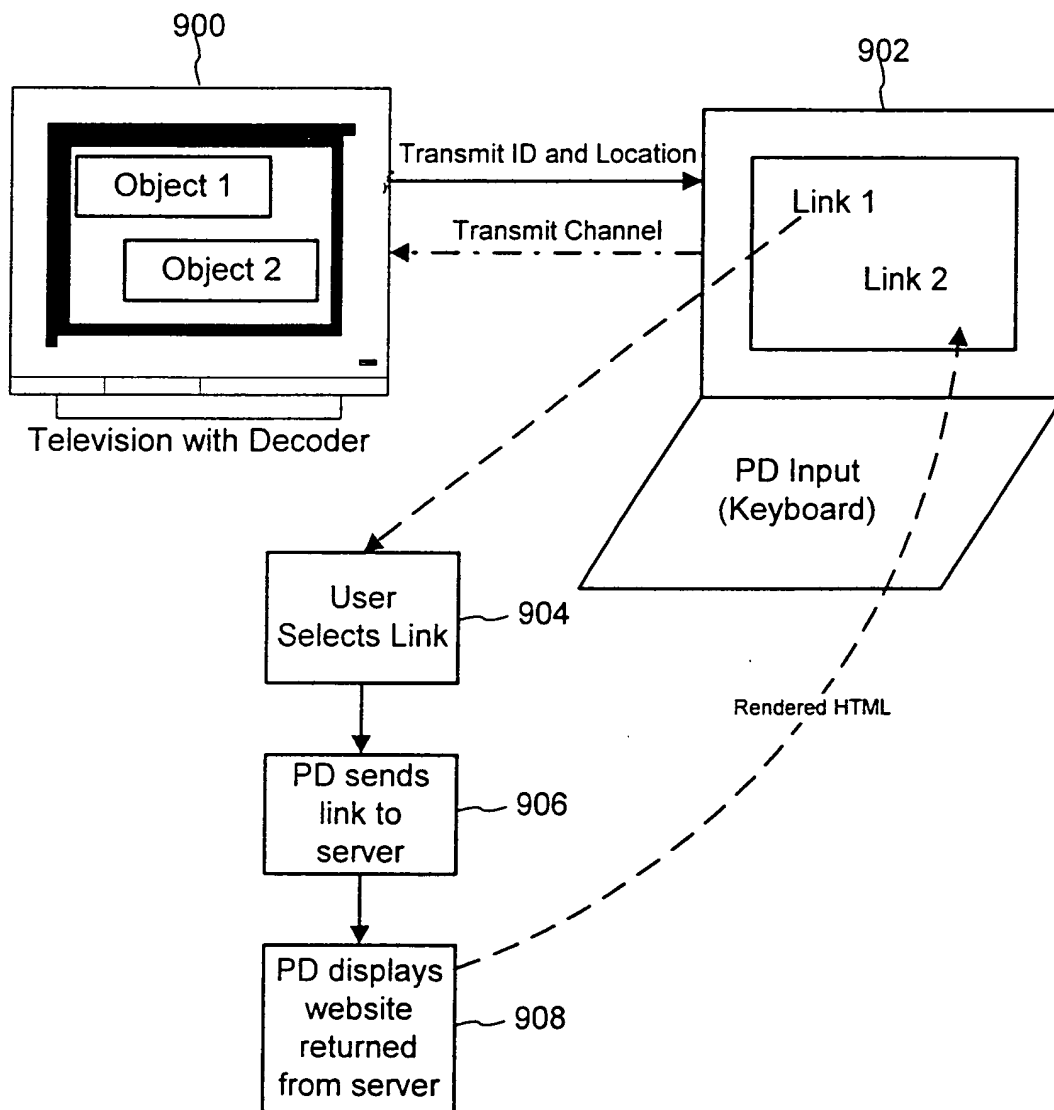 900
902
Object 1
Object 2
Television with Decoder
Transmit ID and Location
Transmit Channel
Link 1
Link 2
PD Input
(Keyboard)
User
Selects Link
904
PD sends
link to
server
906
Rendered HTML
PD displays
website
returned
from server
908